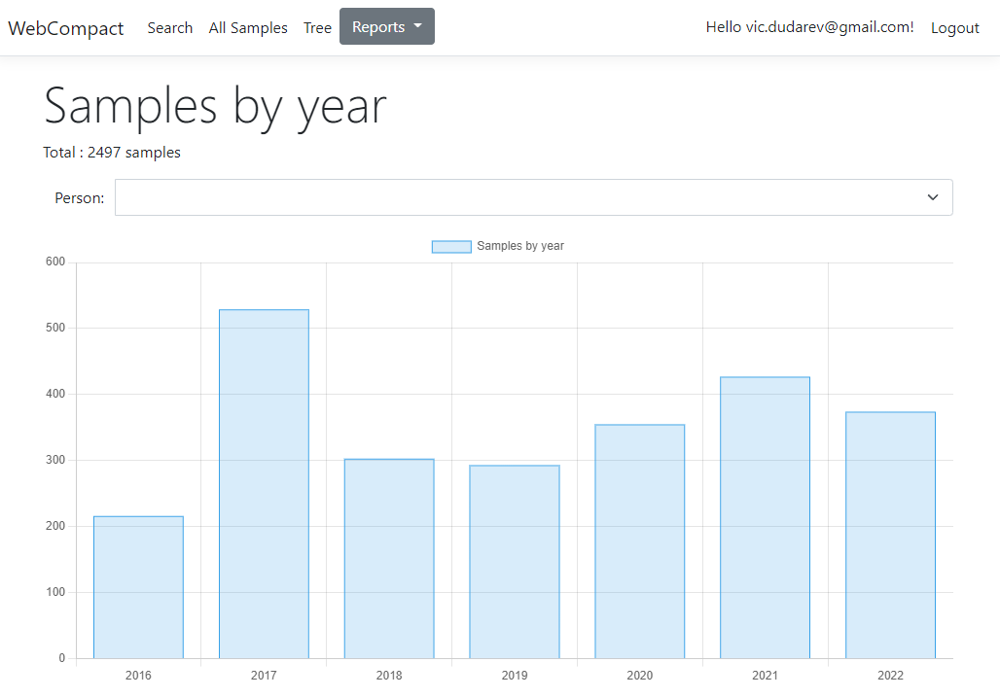 WebCompact Search All Samples Tree Reports Hello vic.dudarev@gmail.com! Logout
Samples by year
Total : 2497 samples
Person:
Samples by year
600
500
400
300
200
100
0
2016 2017 2018 2019 2020 2021 2022